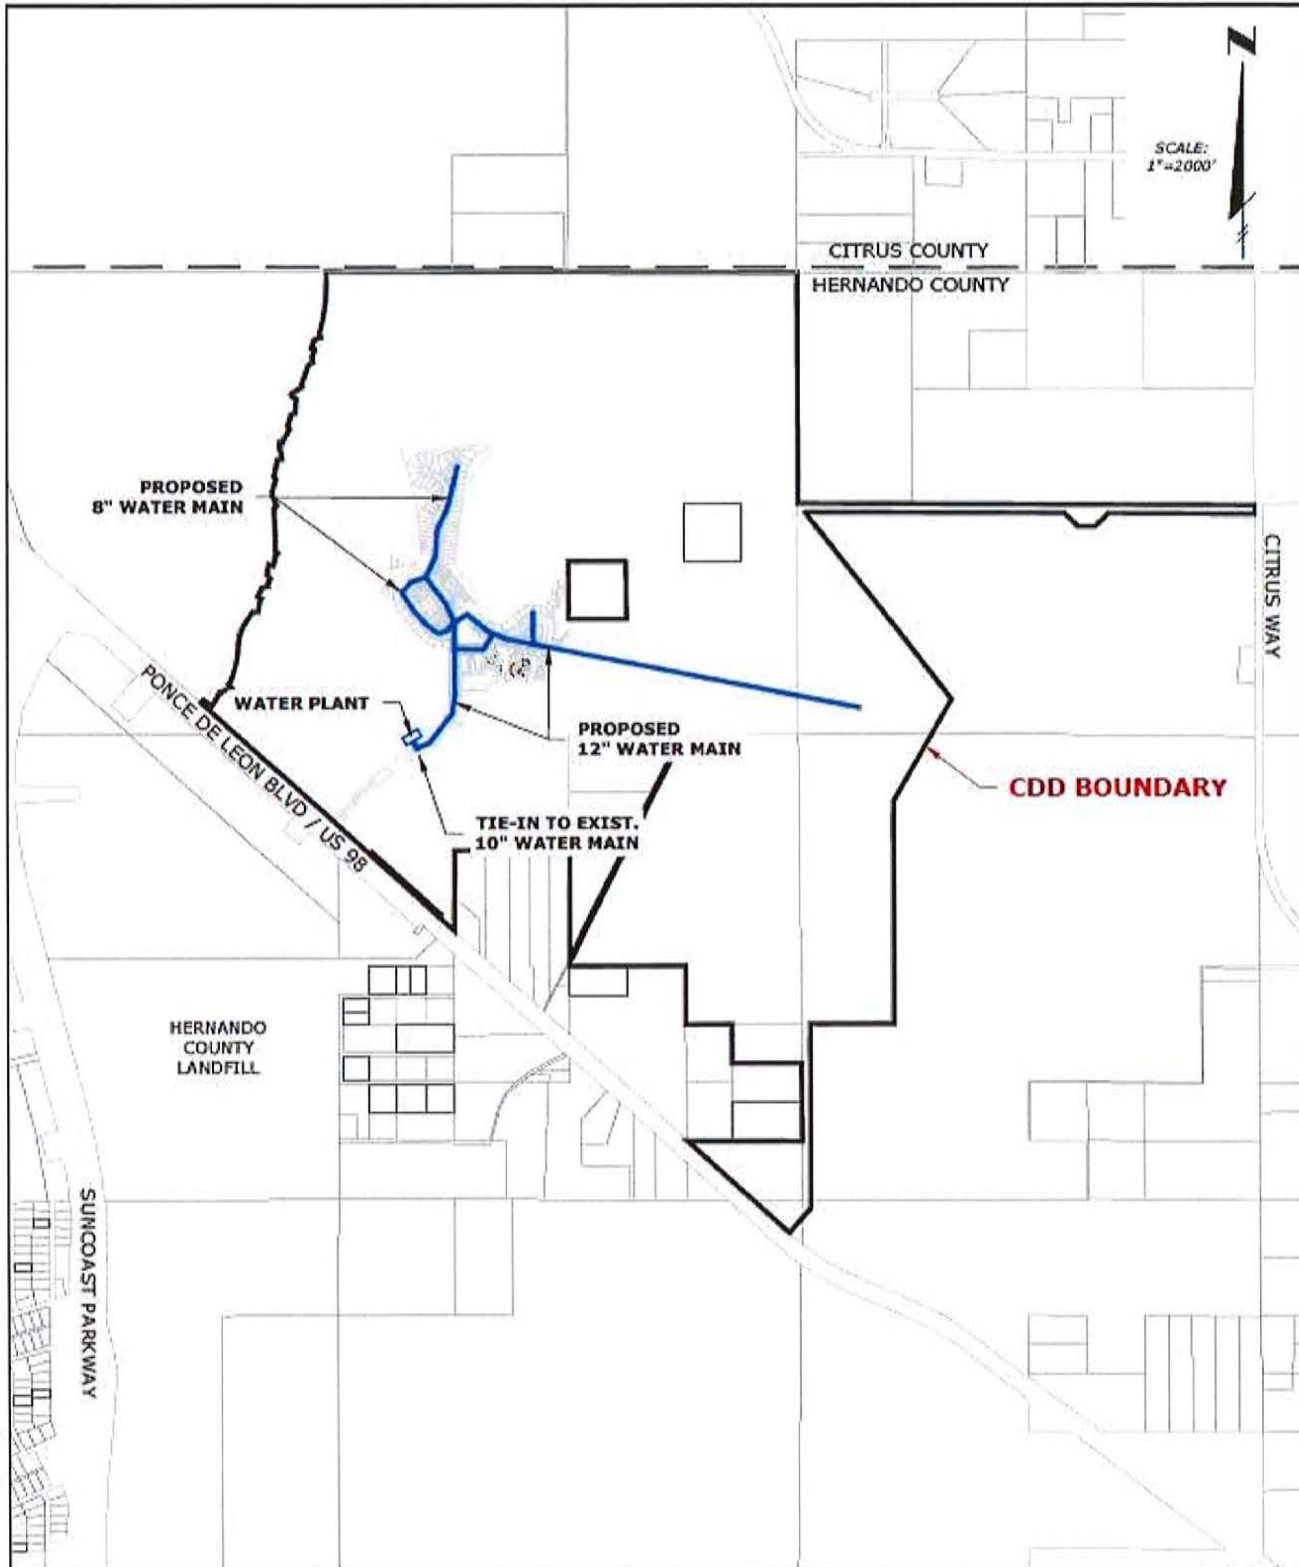 N
SCALE:
1"=2000'
CITRUS COUNTY
HERNANDO COUNTY
PROPOSED
8" WATER MAIN
CITRUS WAY
PONCE DE LEON BLVD / US 98
WATER PLANT
PROPOSED
12" WATER MAIN
CDD BOUNDARY
TIE-IN TO EXIST.
10" WATER MAIN
HERNANDO
COUNTY
LANDFILL
SUNCOAST PARKWAY